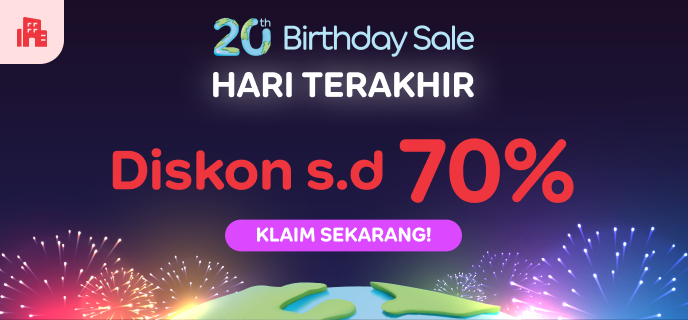 20th Birthday Sale
HARI TERAKHIR
Diskon s.d 70%
KLAIM SEKARANG!